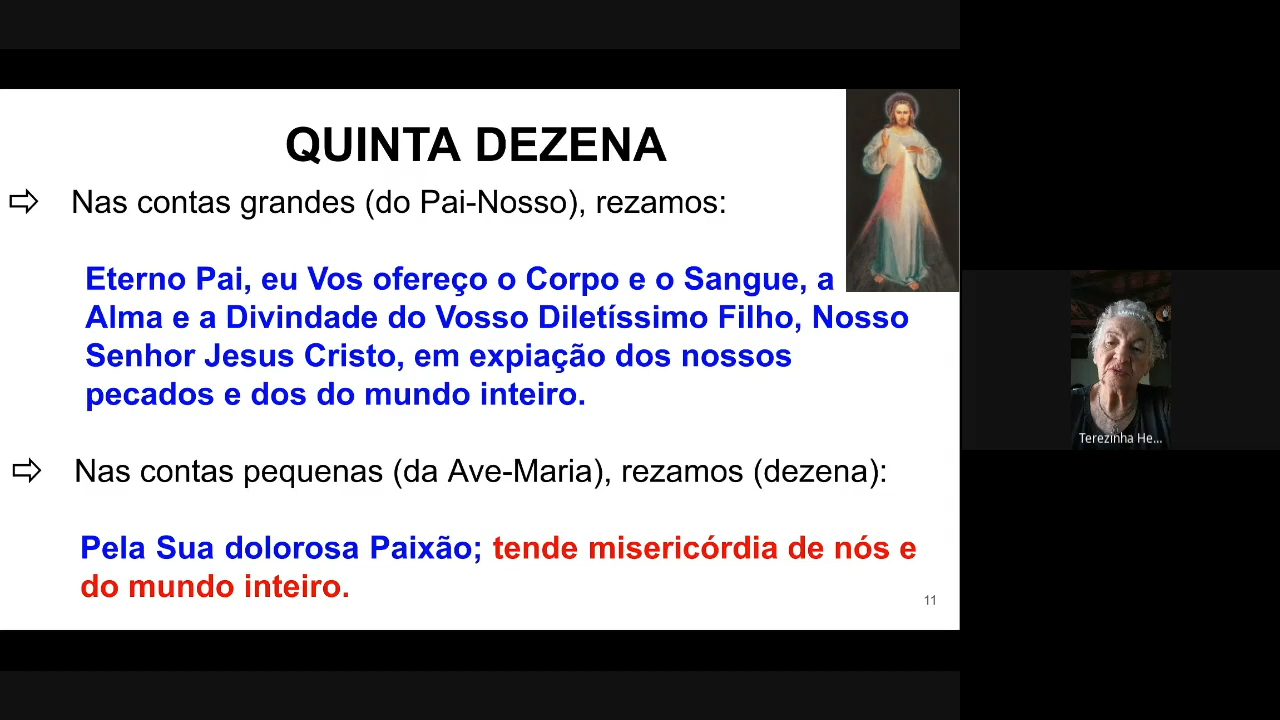 QUINTA DEZENA
⇨ Nas contas grandes (do Pai-Nosso), rezamos:
Eterno Pai, eu Vos ofereço o Corpo e o Sangue, a
Alma e a Divindade do Vosso Diletíssimo Filho, Nosso
Senhor Jesus Cristo, em expiação dos nossos
pecados e dos do mundo inteiro.
⇨ Nas contas pequenas (da Ave-Maria), rezamos (dezena):
Pela Sua dolorosa Paixão; tende misericórdia de nós e
do mundo inteiro.
11
Terezinha He...